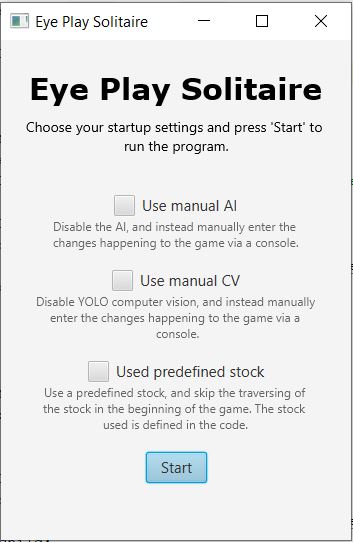 Eye Play Solitaire
Eye Play Solitaire
Choose your startup settings and press 'Start' to
run the program.
Use manual AI
Disable the AI, and instead manually enter the
changes happening to the game via a console.
Use manual CV
Disable YOLO computer vision, and instead manually
enter the changes happening to the game via a
console.
Used predefined stock
Use a predefined stock, and skip the traversing of
the stock in the beginning of the game. The stock
used is defined in the code.
Start